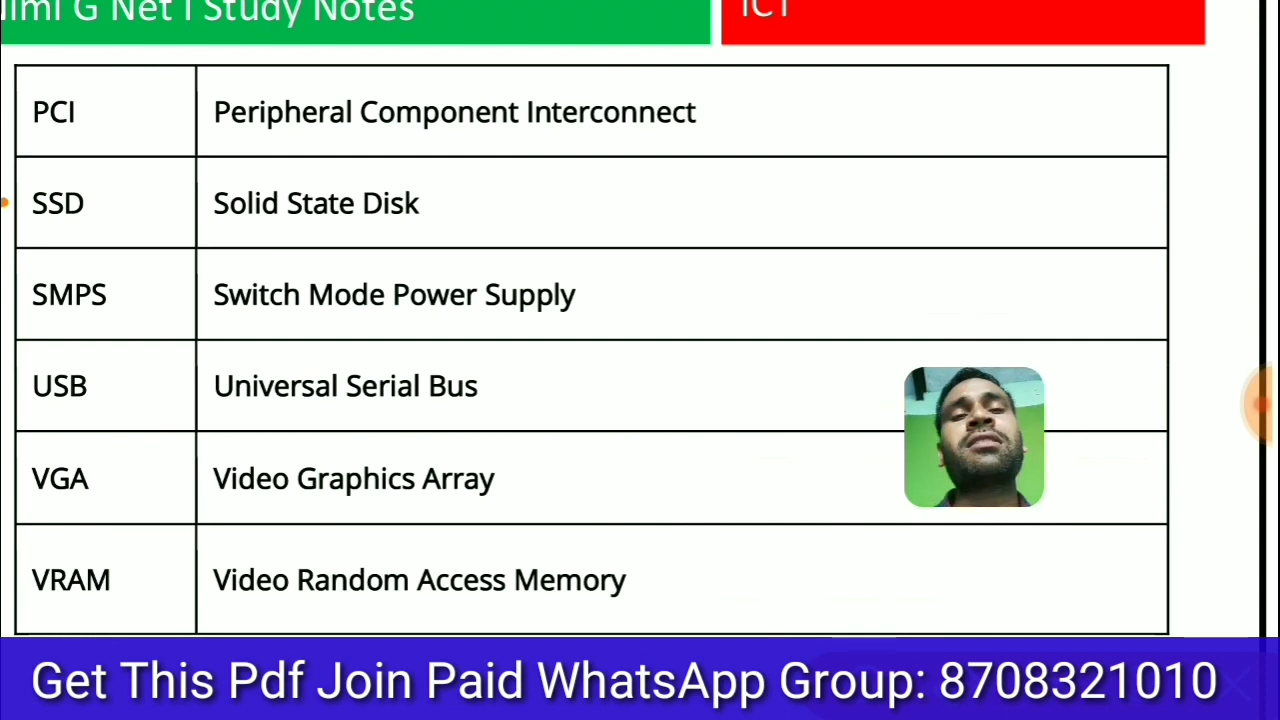 G Net I Study Notes
ICT
PCI Peripheral Component Interconnect
SSD Solid State Disk
SMPS Switch Mode Power Supply
USB Universal Serial Bus
VGA Video Graphics Array
VRAM Video Random Access Memory
Get This Pdf Join Paid WhatsApp Group: 8708321010